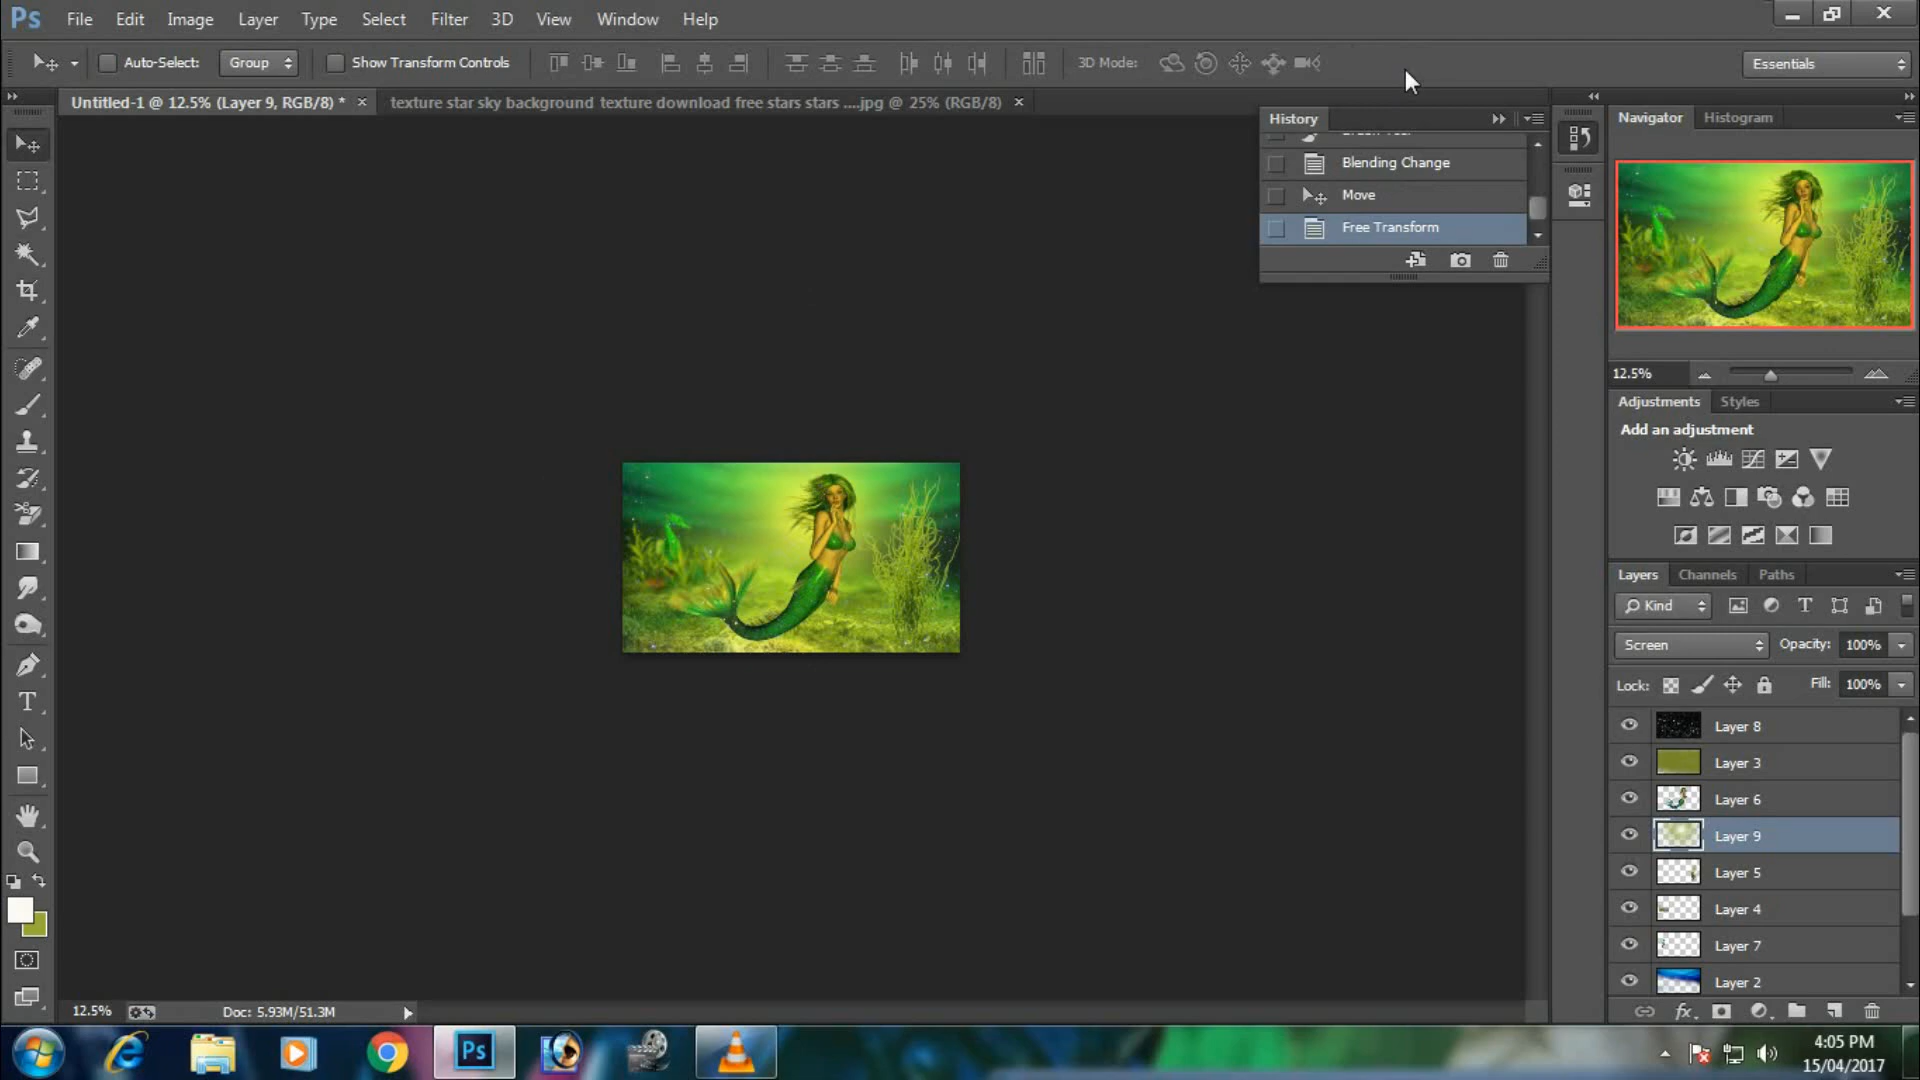 Ps File Edit Image Layer Type Select Filter 3D View Window Help
Auto-Select: Group Show Transform Controls 3D Mode: Essentials
Untitled-1 @ 12.5% (Layer 9, RGB/8) * texture star sky background texture download free stars stars ....jpg @ 25% (RGB/8)
History
Blending Change
Move
Free Transform
Navigator Histogram
12.5%
Adjustments Styles
Add an adjustment
Layers Channels Paths
Kind
Screen Opacity: 100%
Lock: Fill: 100%
Layer 8
Layer 3
Layer 6
Layer 9
Layer 5
Layer 4
Layer 7
Layer 2
12.5% Doc: 5.93M/51.3M
Ps
4:05 PM
15/04/2017